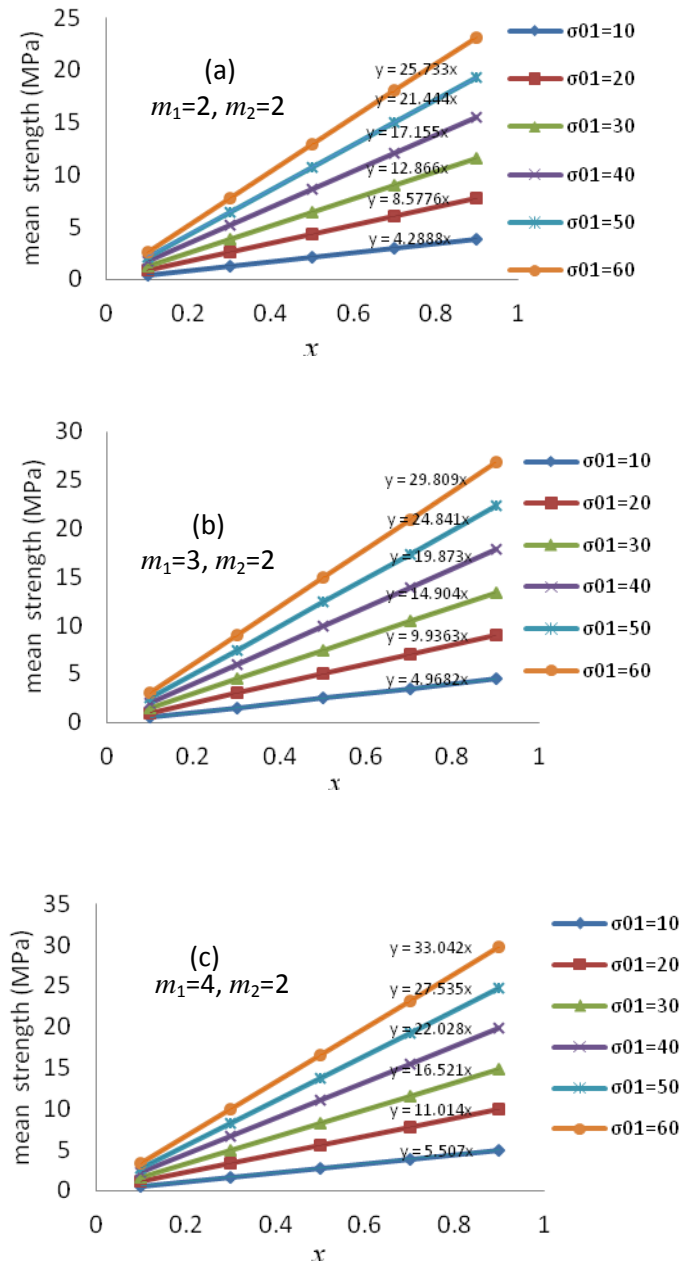 mean strength (MPa)
25
20
15
10
5
0
0
0.2
0.4
0.6
0.8
1
x
(a)
m₁=2, m₂=2
y = 25.733x
y = 21.444x
y = 17.155x
y = 12.866x
y = 8.5776x
y = 4.2888x
σ01=10
σ01=20
σ01=30
σ01=40
σ01=50
σ01=60
mean strength (MPa)
30
25
20
15
10
5
0
0
0.2
0.4
0.6
0.8
1
x
(b)
m₁=3, m₂=2
y = 29.809x
y = 24.841x
y = 19.873x
y = 14.904x
y = 9.9363x
y = 4.9682x
σ01=10
σ01=20
σ01=30
σ01=40
σ01=50
σ01=60
mean strength (MPa)
35
30
25
20
15
10
5
0
0
0.2
0.4
0.6
0.8
1
x
(c)
m₁=4, m₂=2
y = 33.042x
y = 27.535x
y = 22.028x
y = 16.521x
y = 11.014x
y = 5.507x
σ01=10
σ01=20
σ01=30
σ01=40
σ01=50
σ01=60